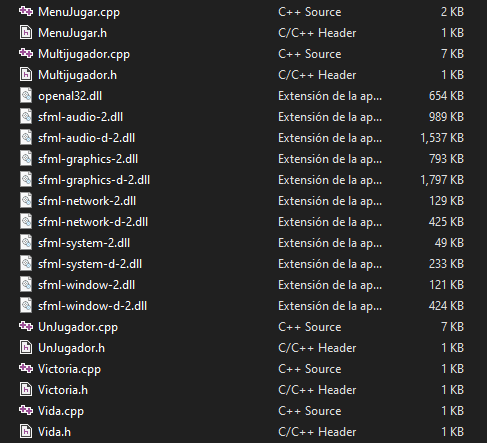 MenuJugar.cpp C++ Source 2 KB
MenuJugar.h C/C++ Header 1 KB
Multijugador.cpp C++ Source 7 KB
Multijugador.h C/C++ Header 1 KB
openal32.dll Extensión de la ap... 654 KB
sfml-audio-2.dll Extensión de la ap... 989 KB
sfml-audio-d-2.dll Extensión de la ap... 1,537 KB
sfml-graphics-2.dll Extensión de la ap... 793 KB
sfml-graphics-d-2.dll Extensión de la ap... 1,797 KB
sfml-network-2.dll Extensión de la ap... 129 KB
sfml-network-d-2.dll Extensión de la ap... 425 KB
sfml-system-2.dll Extensión de la ap... 49 KB
sfml-system-d-2.dll Extensión de la ap... 233 KB
sfml-window-2.dll Extensión de la ap... 121 KB
sfml-window-d-2.dll Extensión de la ap... 424 KB
UnJugador.cpp C++ Source 7 KB
UnJugador.h C/C++ Header 1 KB
Victoria.cpp C++ Source 1 KB
Victoria.h C/C++ Header 1 KB
Vida.cpp C++ Source 1 KB
Vida.h C/C++ Header 1 KB